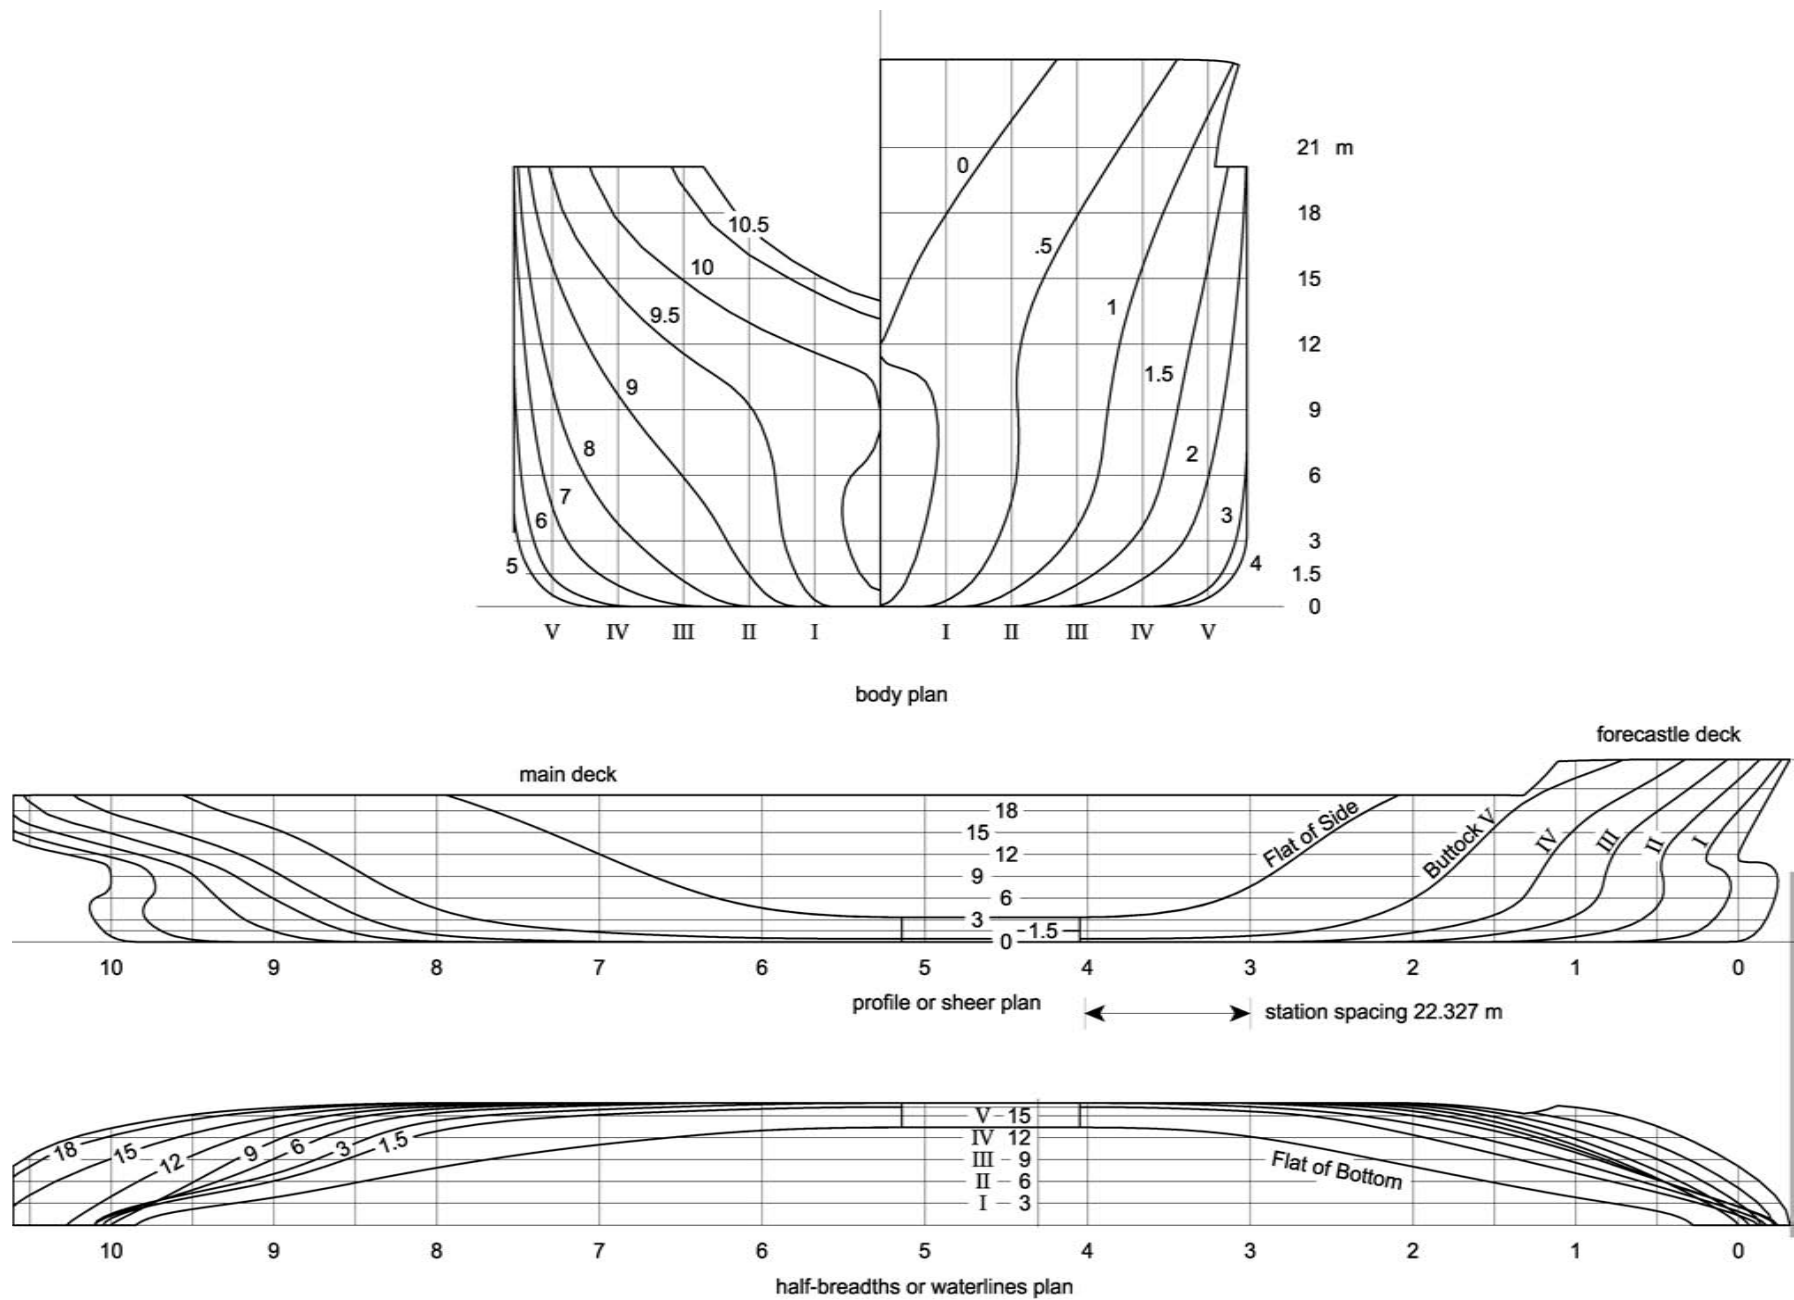 21 m
0
10.5
18
.5
10
15
1
9.5
12
1.5
9
9
8
2
6
7
6
3
3
5
4
1.5
0
V IV III II I I II III IV V
body plan
forecastle deck
main deck
18
15
12
9
6
3
1.5
0
Flat of Side
Buttock V
IV
III
II
I
10 9 8 7 6 5 4 3 2 1 0
profile or sheer plan
station spacing 22.327 m
18
15
12
9
6
3
1.5
V 15
IV 12
III 9
II 6
I 3
Flat of Bottom
10 9 8 7 6 5 4 3 2 1 0
half-breadths or waterlines plan